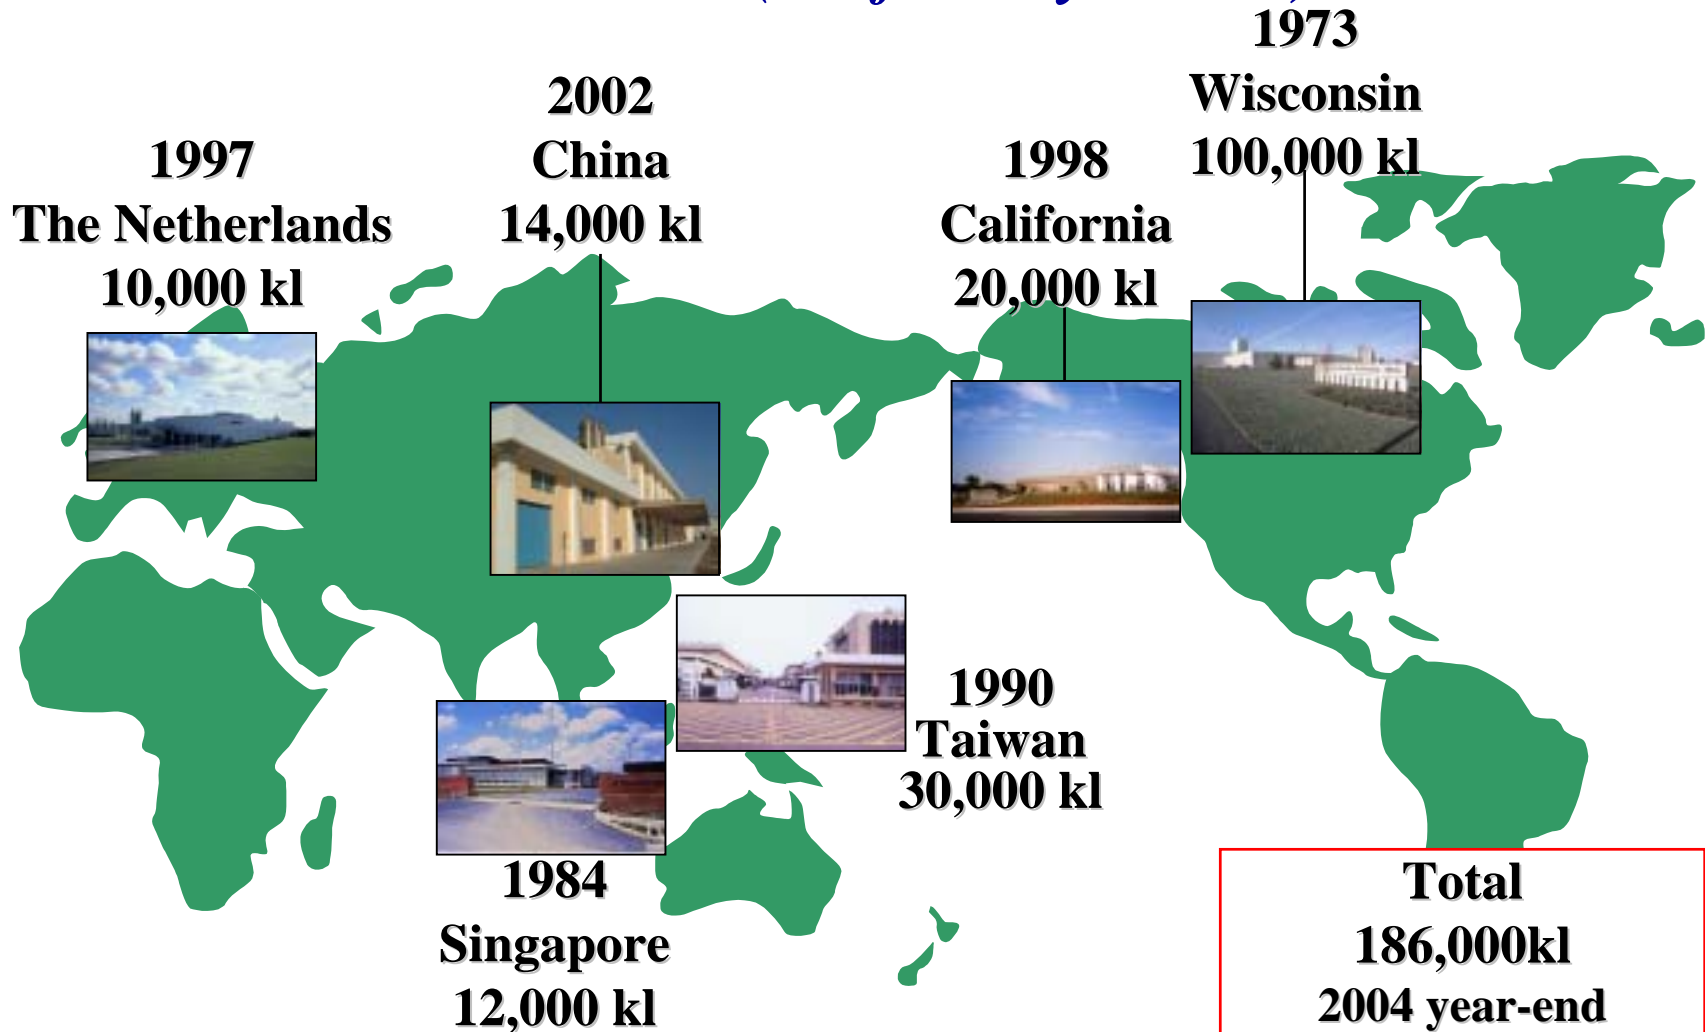 1973
Wisconsin
100,000 kl
2002
China
14,000 kl
1997
The Netherlands
10,000 kl
1998
California
20,000 kl
1990
Taiwan
30,000 kl
1984
Singapore
12,000 kl
Total
186,000kl
2004 year-end